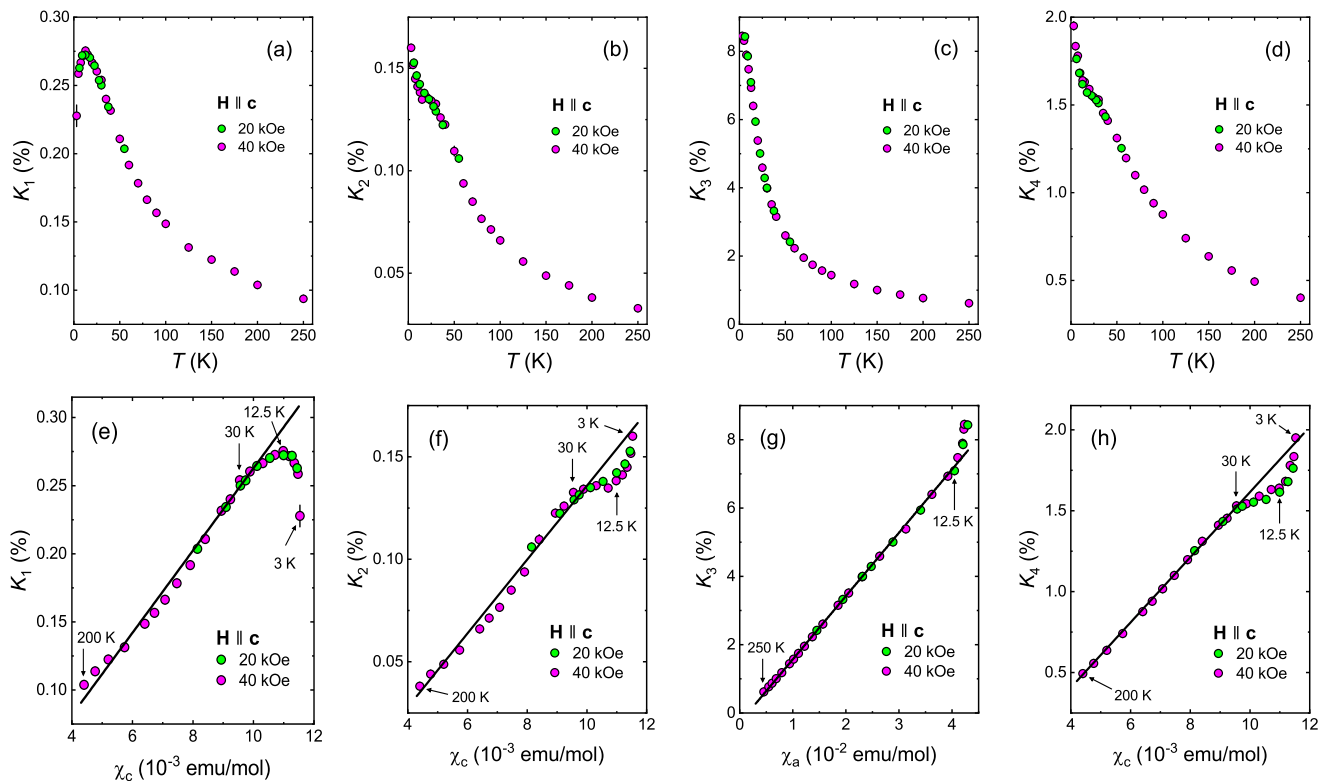 0.30
0.25
0.20
0.15
0.10
K1 (%)
(a)
H ∥ c
20 kOe
40 kOe
0 50 100 150 200 250
T (K)
0.15
0.10
0.05
K2 (%)
(b)
H ∥ c
20 kOe
40 kOe
0 50 100 150 200 250
T (K)
8
6
4
2
0
K3 (%)
(c)
H ∥ c
20 kOe
40 kOe
0 50 100 150 200 250
T (K)
2.0
1.5
1.0
0.5
K4 (%)
(d)
H ∥ c
20 kOe
40 kOe
0 50 100 150 200 250
T (K)
0.30
0.25
0.20
0.15
0.10
K1 (%)
(e)
12.5 K
30 K
3 K
200 K
H ∥ c
20 kOe
40 kOe
4 6 8 10 12
χc (10-3 emu/mol)
0.15
0.10
0.05
K2 (%)
(f)
3 K
30 K
12.5 K
200 K
H ∥ c
20 kOe
40 kOe
4 6 8 10 12
χc (10-3 emu/mol)
8
6
4
2
0
K3 (%)
(g)
12.5 K
250 K
H ∥ c
20 kOe
40 kOe
0 1 2 3 4
χa (10-2 emu/mol)
2.0
1.5
1.0
0.5
K4 (%)
(h)
3 K
30 K
12.5 K
200 K
H ∥ c
20 kOe
40 kOe
4 6 8 10 12
χc (10-3 emu/mol)